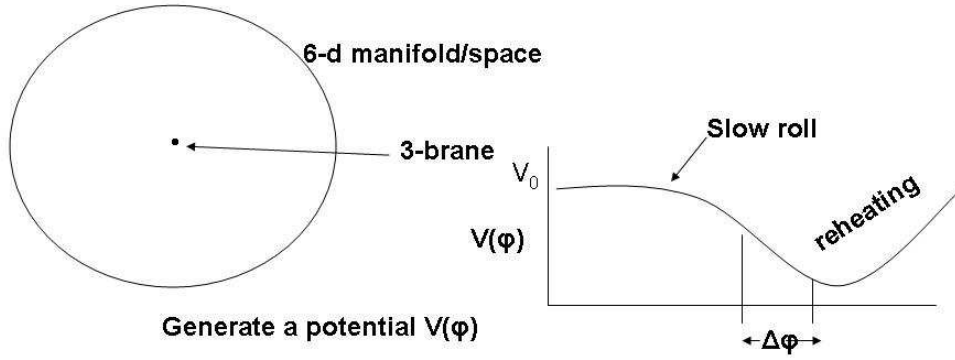 6-d manifold/space
3-brane
Generate a potential V(φ)
Slow roll
V₀
V(φ)
reheating
Δφ